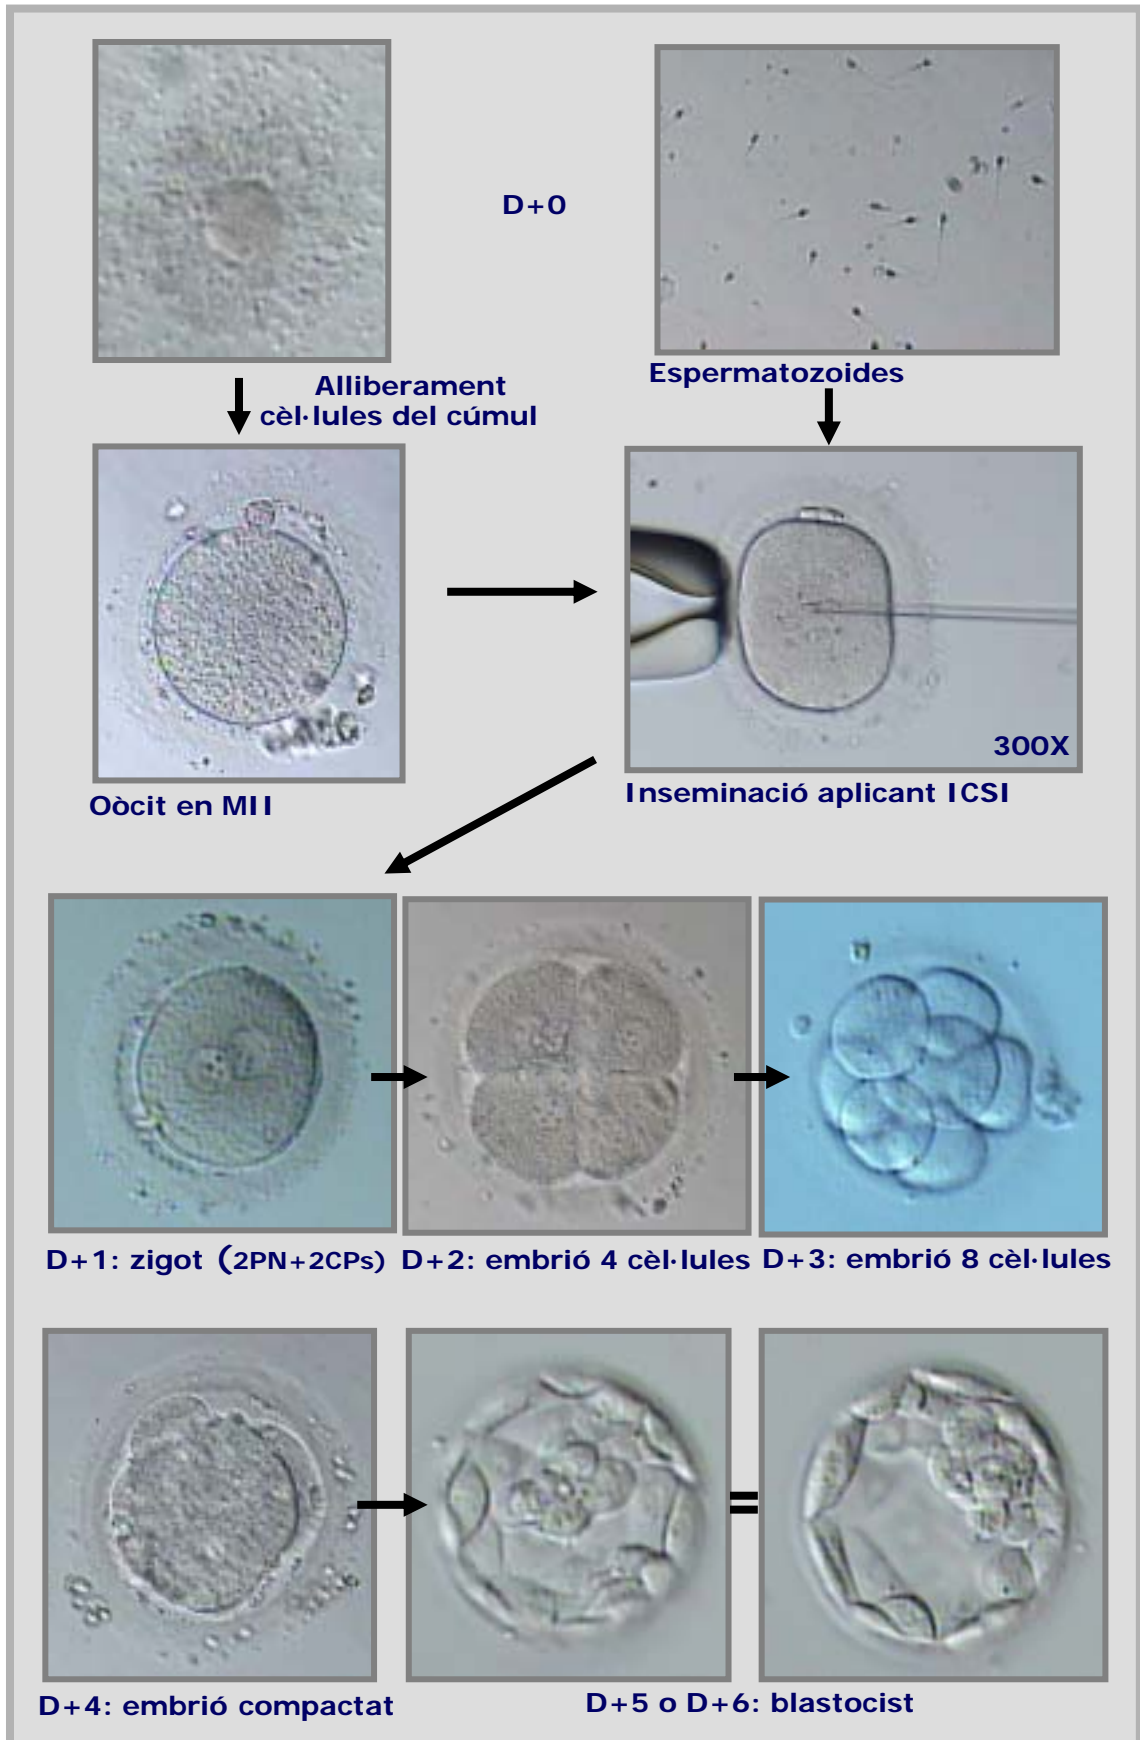 D+0
Espermatozoides
Alliberament
cèl·lules del cúmul
300X
Oòcit en MII
Inseminació aplicant ICSI
D+1: zigot (2PN+2CPs)
D+2: embrió 4 cèl·lules
D+3: embrió 8 cèl·lules
=
D+4: embrió compactat
D+5 o D+6: blastocist